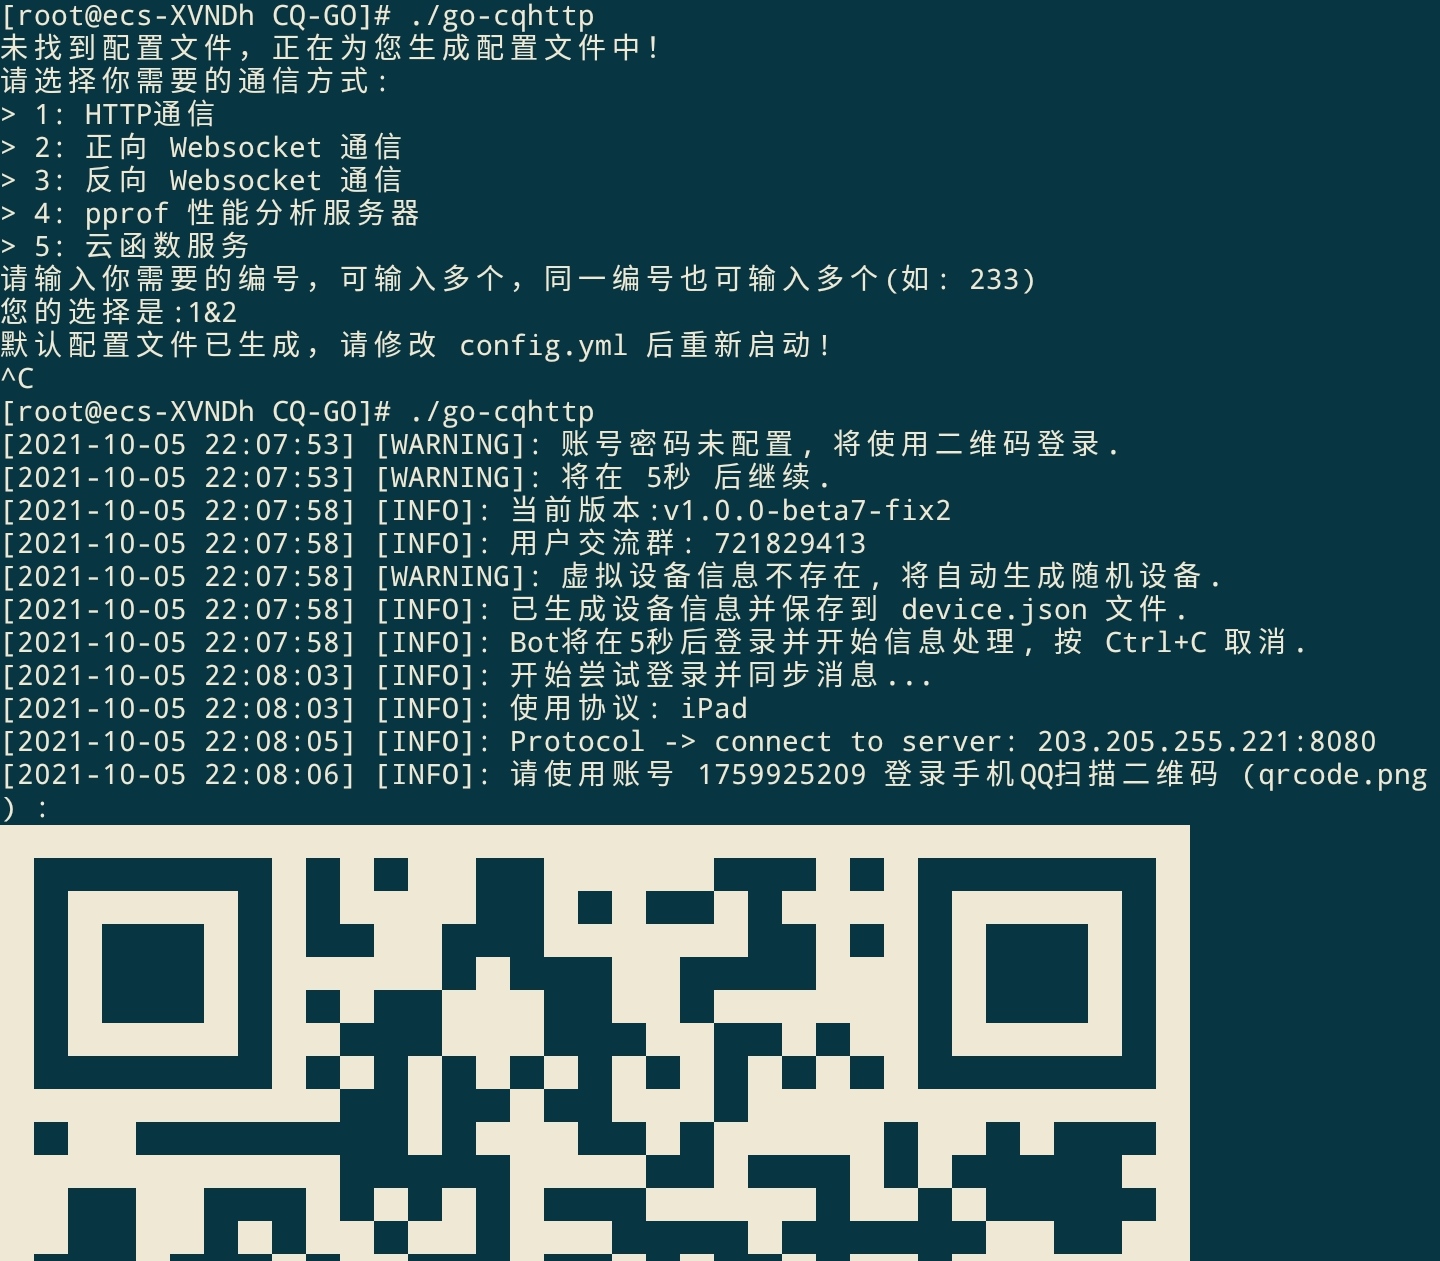 [root@ecs-XVNDh CQ-GO]# ./go-cqhttp
未找到配置文件，正在为您生成配置文件中！
请选择你需要的通信方式：
> 1: HTTP通信
> 2: 正向 Websocket 通信
> 3: 反向 Websocket 通信
> 4: pprof 性能分析服务器
> 5: 云函数服务
请输入你需要的编号，可输入多个，同一编号也可输入多个(如: 233)
您的选择是:1&2
默认配置文件已生成，请修改 config.yml 后重新启动！
^C
[root@ecs-XVNDh CQ-GO]# ./go-cqhttp
[2021-10-05 22:07:53] [WARNING]: 账号密码未配置, 将使用二维码登录.
[2021-10-05 22:07:53] [WARNING]: 将在 5秒 后继续.
[2021-10-05 22:07:58] [INFO]: 当前版本:v1.0.0-beta7-fix2
[2021-10-05 22:07:58] [INFO]: 用户交流群: 721829413
[2021-10-05 22:07:58] [WARNING]: 虚拟设备信息不存在, 将自动生成随机设备.
[2021-10-05 22:07:58] [INFO]: 已生成设备信息并保存到 device.json 文件.
[2021-10-05 22:07:58] [INFO]: Bot将在5秒后登录并开始信息处理, 按 Ctrl+C 取消.
[2021-10-05 22:08:03] [INFO]: 开始尝试登录并同步消息...
[2021-10-05 22:08:03] [INFO]: 使用协议: iPad
[2021-10-05 22:08:05] [INFO]: Protocol -> connect to server: 203.205.255.221:8080
[2021-10-05 22:08:06] [INFO]: 请使用账号 1759925209 登录手机QQ扫描二维码 (qrcode.png
) :